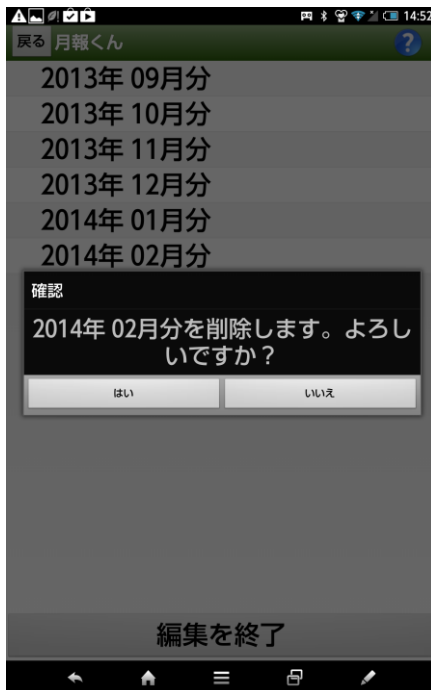 14:52
戻る 月報くん ?
2013年 09月分
2013年 10月分
2013年 11月分
2013年 12月分
2014年 01月分
2014年 02月分
確認
2014年 02月分を削除します。よろし
いですか？
はい いいえ
編集を終了